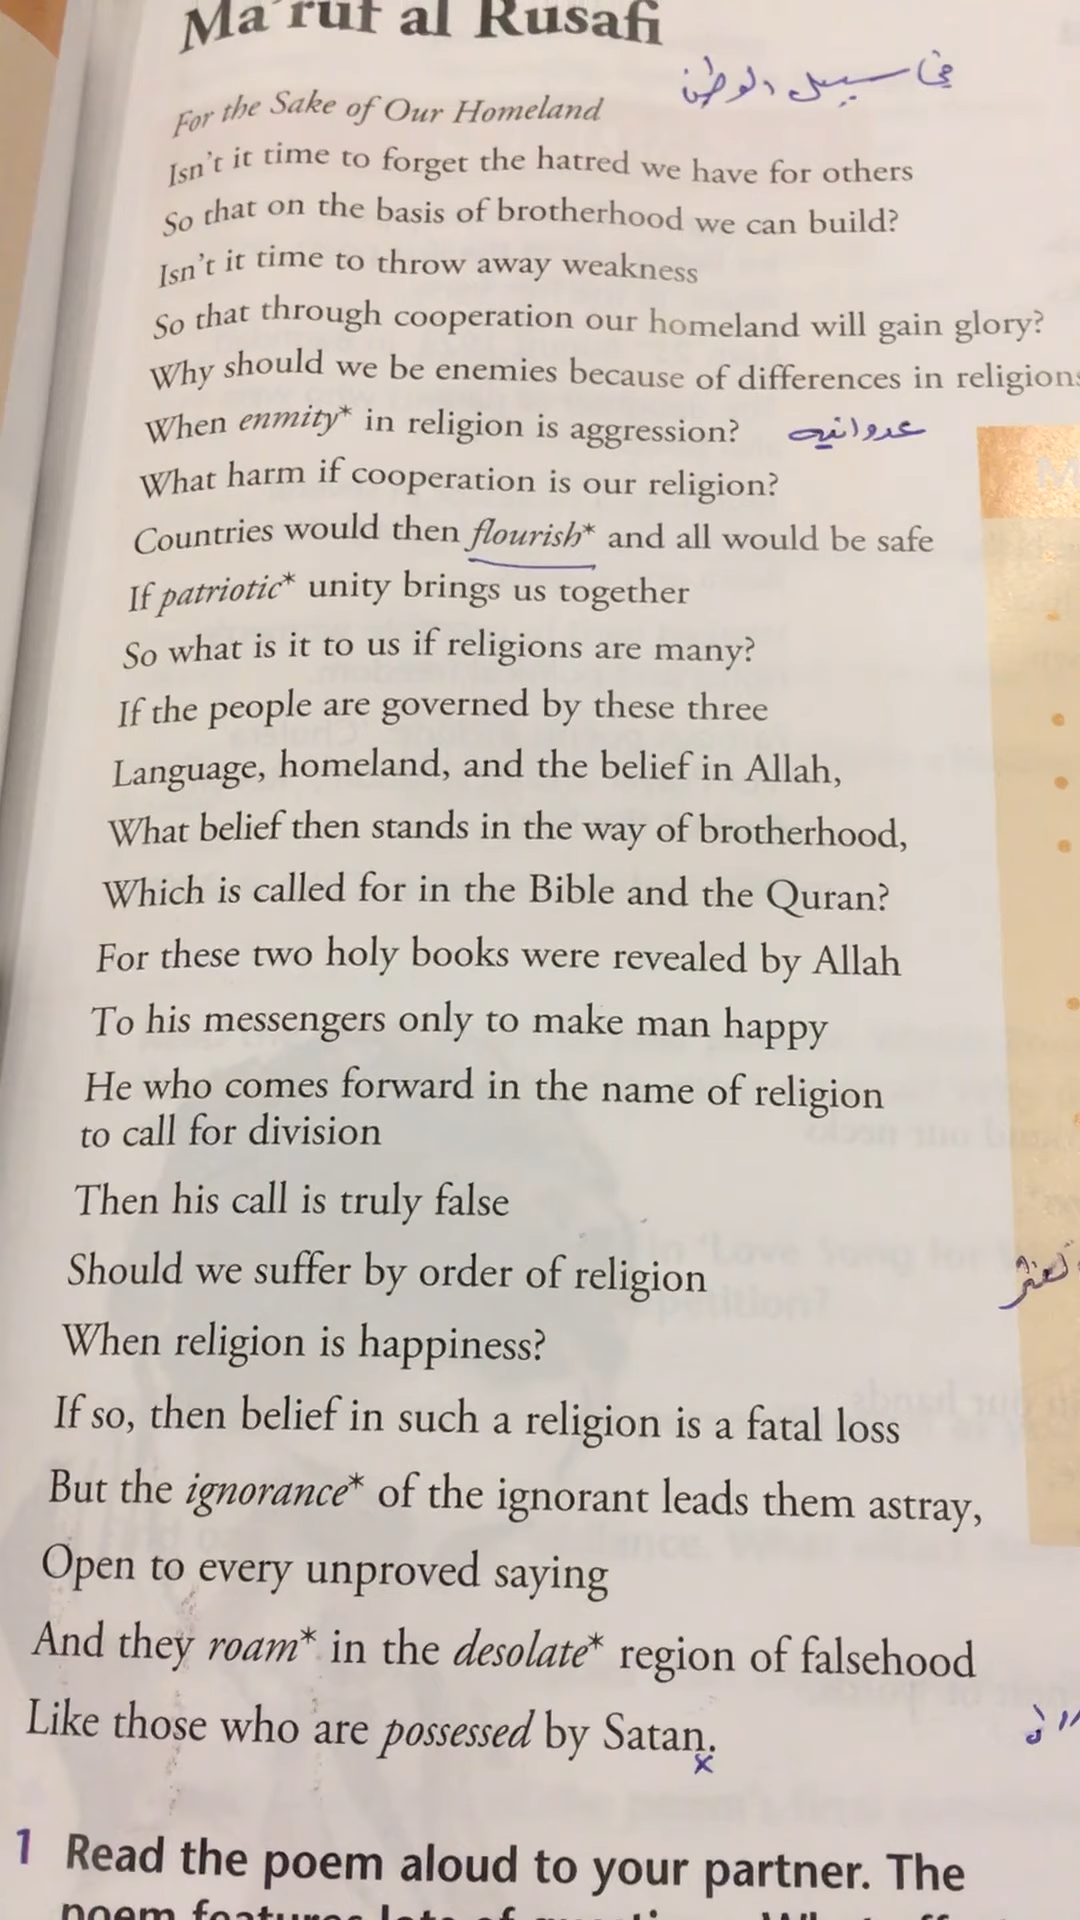 Ma'ruf al Rusafi
في سبيل الوطن
For the Sake of Our Homeland
Isn't it time to forget the hatred we have for others
So that on the basis of brotherhood we can build?
Isn't it time to throw away weakness
So that through cooperation our homeland will gain glory?
Why should we be enemies because of differences in religions
When enmity* in religion is aggression? عدوانيه
What harm if cooperation is our religion?
Countries would then flourish* and all would be safe
If patriotic* unity brings us together
So what is it to us if religions are many?
If the people are governed by these three
Language, homeland, and the belief in Allah,
What belief then stands in the way of brotherhood,
Which is called for in the Bible and the Quran?
For these two holy books were revealed by Allah
To his messengers only to make man happy
He who comes forward in the name of religion
to call for division
Then his call is truly false
Should we suffer by order of religion
When religion is happiness?
If so, then belief in such a religion is a fatal loss
But the ignorance* of the ignorant leads them astray,
Open to every unproved saying
And they roam* in the desolate* region of falsehood
Like those who are possessed by Satan.
x
1 Read the poem aloud to your partner. The
poem features lots of